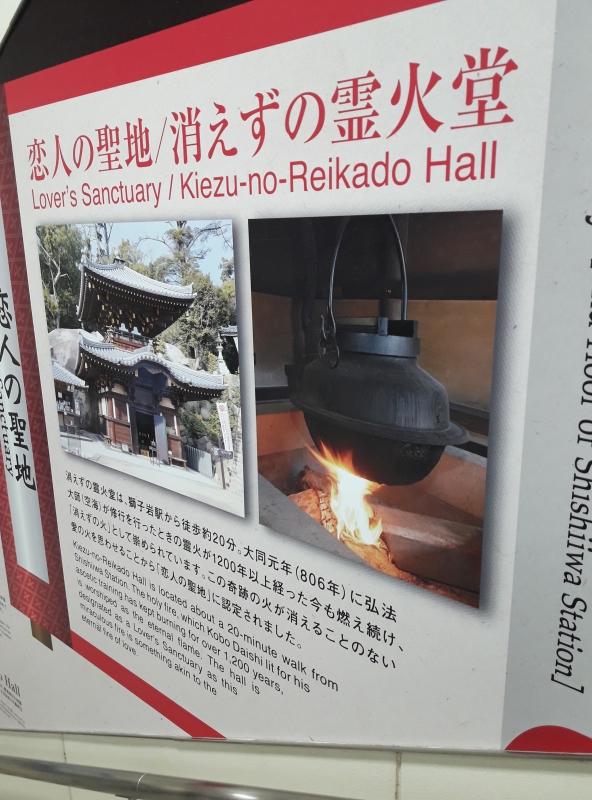 恋人の聖地/消えずの霊火堂
Lover's Sanctuary / Kiezu-no-Reikado Hall
恋人の聖地
sanctuary
消えずの霊火堂は、獅子岩駅から徒歩約20分。大同元年(806年)に弘法
大師(空海)が修行を行ったときの霊火が1200年以上経った今も燃え続け、
「消えずの火」として崇められています。この奇跡の火が消えることのない
愛の火を思わせることから「恋人の聖地」に認定されました。
Kiezu-no-Reikado Hall is located about a 20-minute walk from
Shishiiwa Station. The holy fire, which Kobo Daishi lit for his
ascetic training has kept burning for over 1,200 years,
is worshiped as the eternal flame. The hall is
designated as a Lover's Sanctuary as this
miraculous fire is something akin to the
eternal fire of love.
Hall
Floor of Shishiiwa Station]